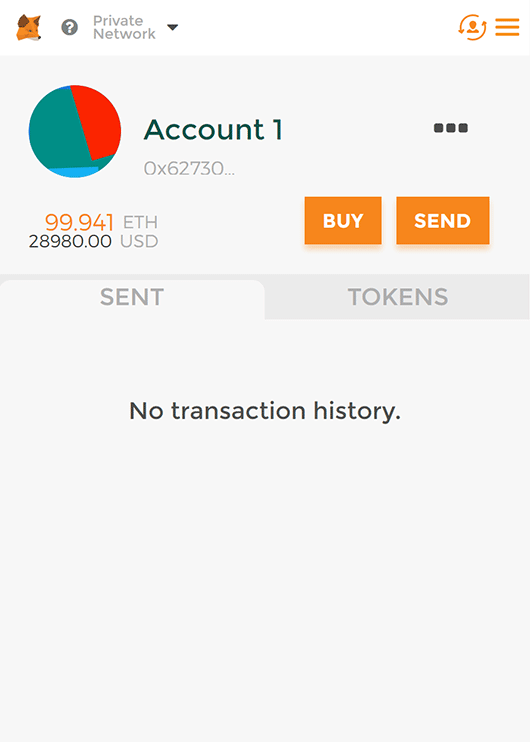 ?
Private
Network
Account 1
0x62730...
99.941 ETH
28980.00 USD
BUY
SEND
SENT
TOKENS
No transaction history.